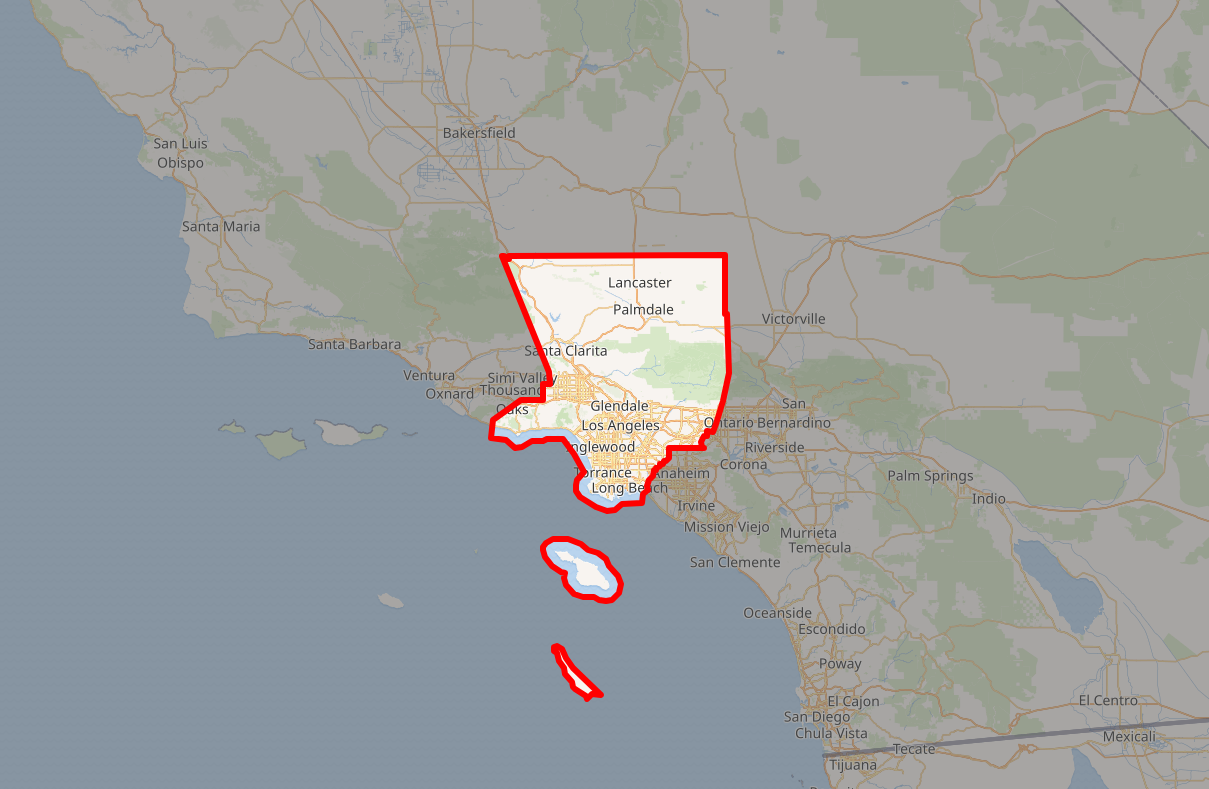 Bakersfield
San Luis
Obispo
Santa Maria
Lancaster
Palmdale
Victorville
Santa Barbara
Santa Clarita
Ventura
Simi Valley
Oxnard
Thousand
Oaks
Glendale
San
Los Angeles
Ontario
Bernardino
Inglewood
Riverside
Torrance
Anaheim
Corona
Palm Springs
Long Beach
Indio
Irvine
Mission Viejo
Murrieta
Temecula
San Clemente
Oceanside
Escondido
Poway
El Cajon
El Centro
San Diego
Chula Vista
Mexicali
Tecate
Tijuana